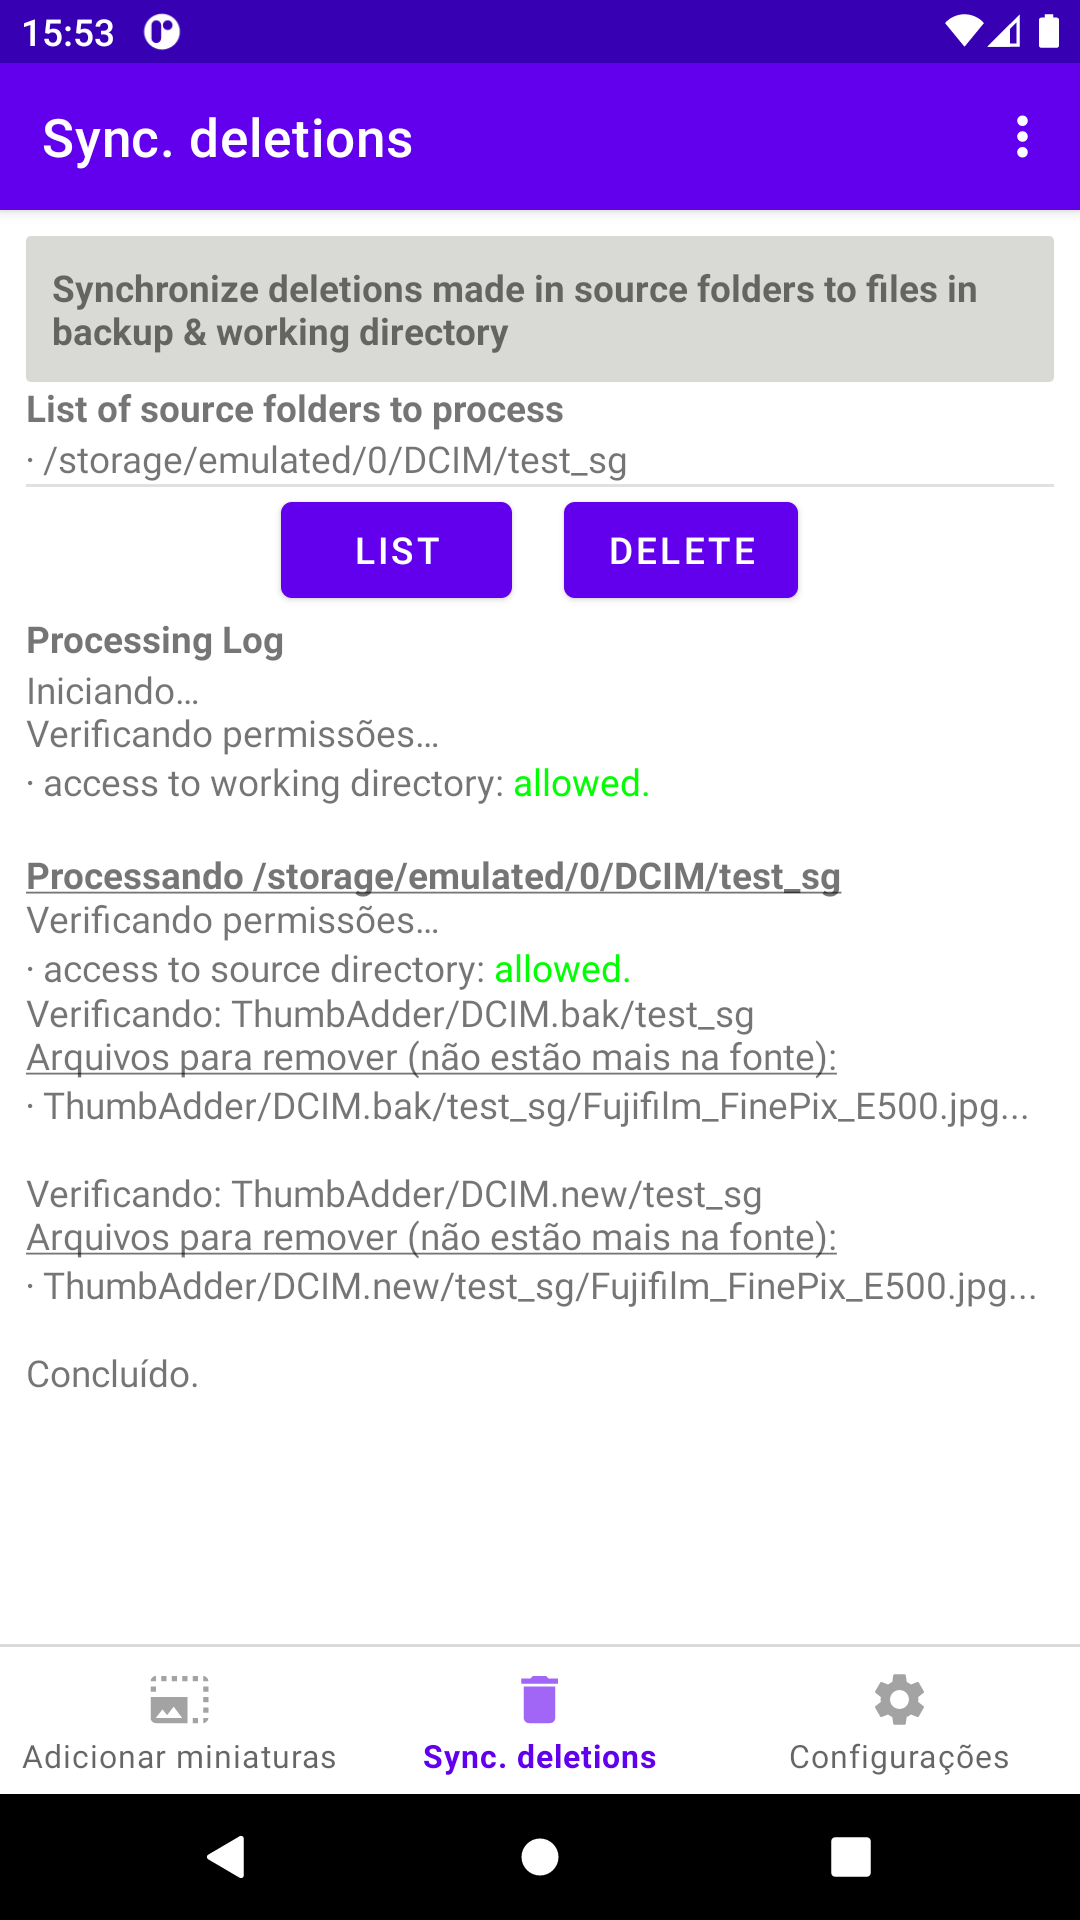 15:53
Sync. deletions
Synchronize deletions made in source folders to files in
backup & working directory
List of source folders to process
· /storage/emulated/0/DCIM/test_sg
LIST
DELETE
Processing Log
Iniciando…
Verificando permissões…
· access to working directory: allowed.
Processando /storage/emulated/0/DCIM/test_sg
Verificando permissões…
· access to source directory: allowed.
Verificando: ThumbAdder/DCIM.bak/test_sg
Arquivos para remover (não estão mais na fonte):
· ThumbAdder/DCIM.bak/test_sg/Fujifilm_FinePix_E500.jpg...
Verificando: ThumbAdder/DCIM.new/test_sg
Arquivos para remover (não estão mais na fonte):
· ThumbAdder/DCIM.new/test_sg/Fujifilm_FinePix_E500.jpg...
Concluído.
Adicionar miniaturas
Sync. deletions
Configurações